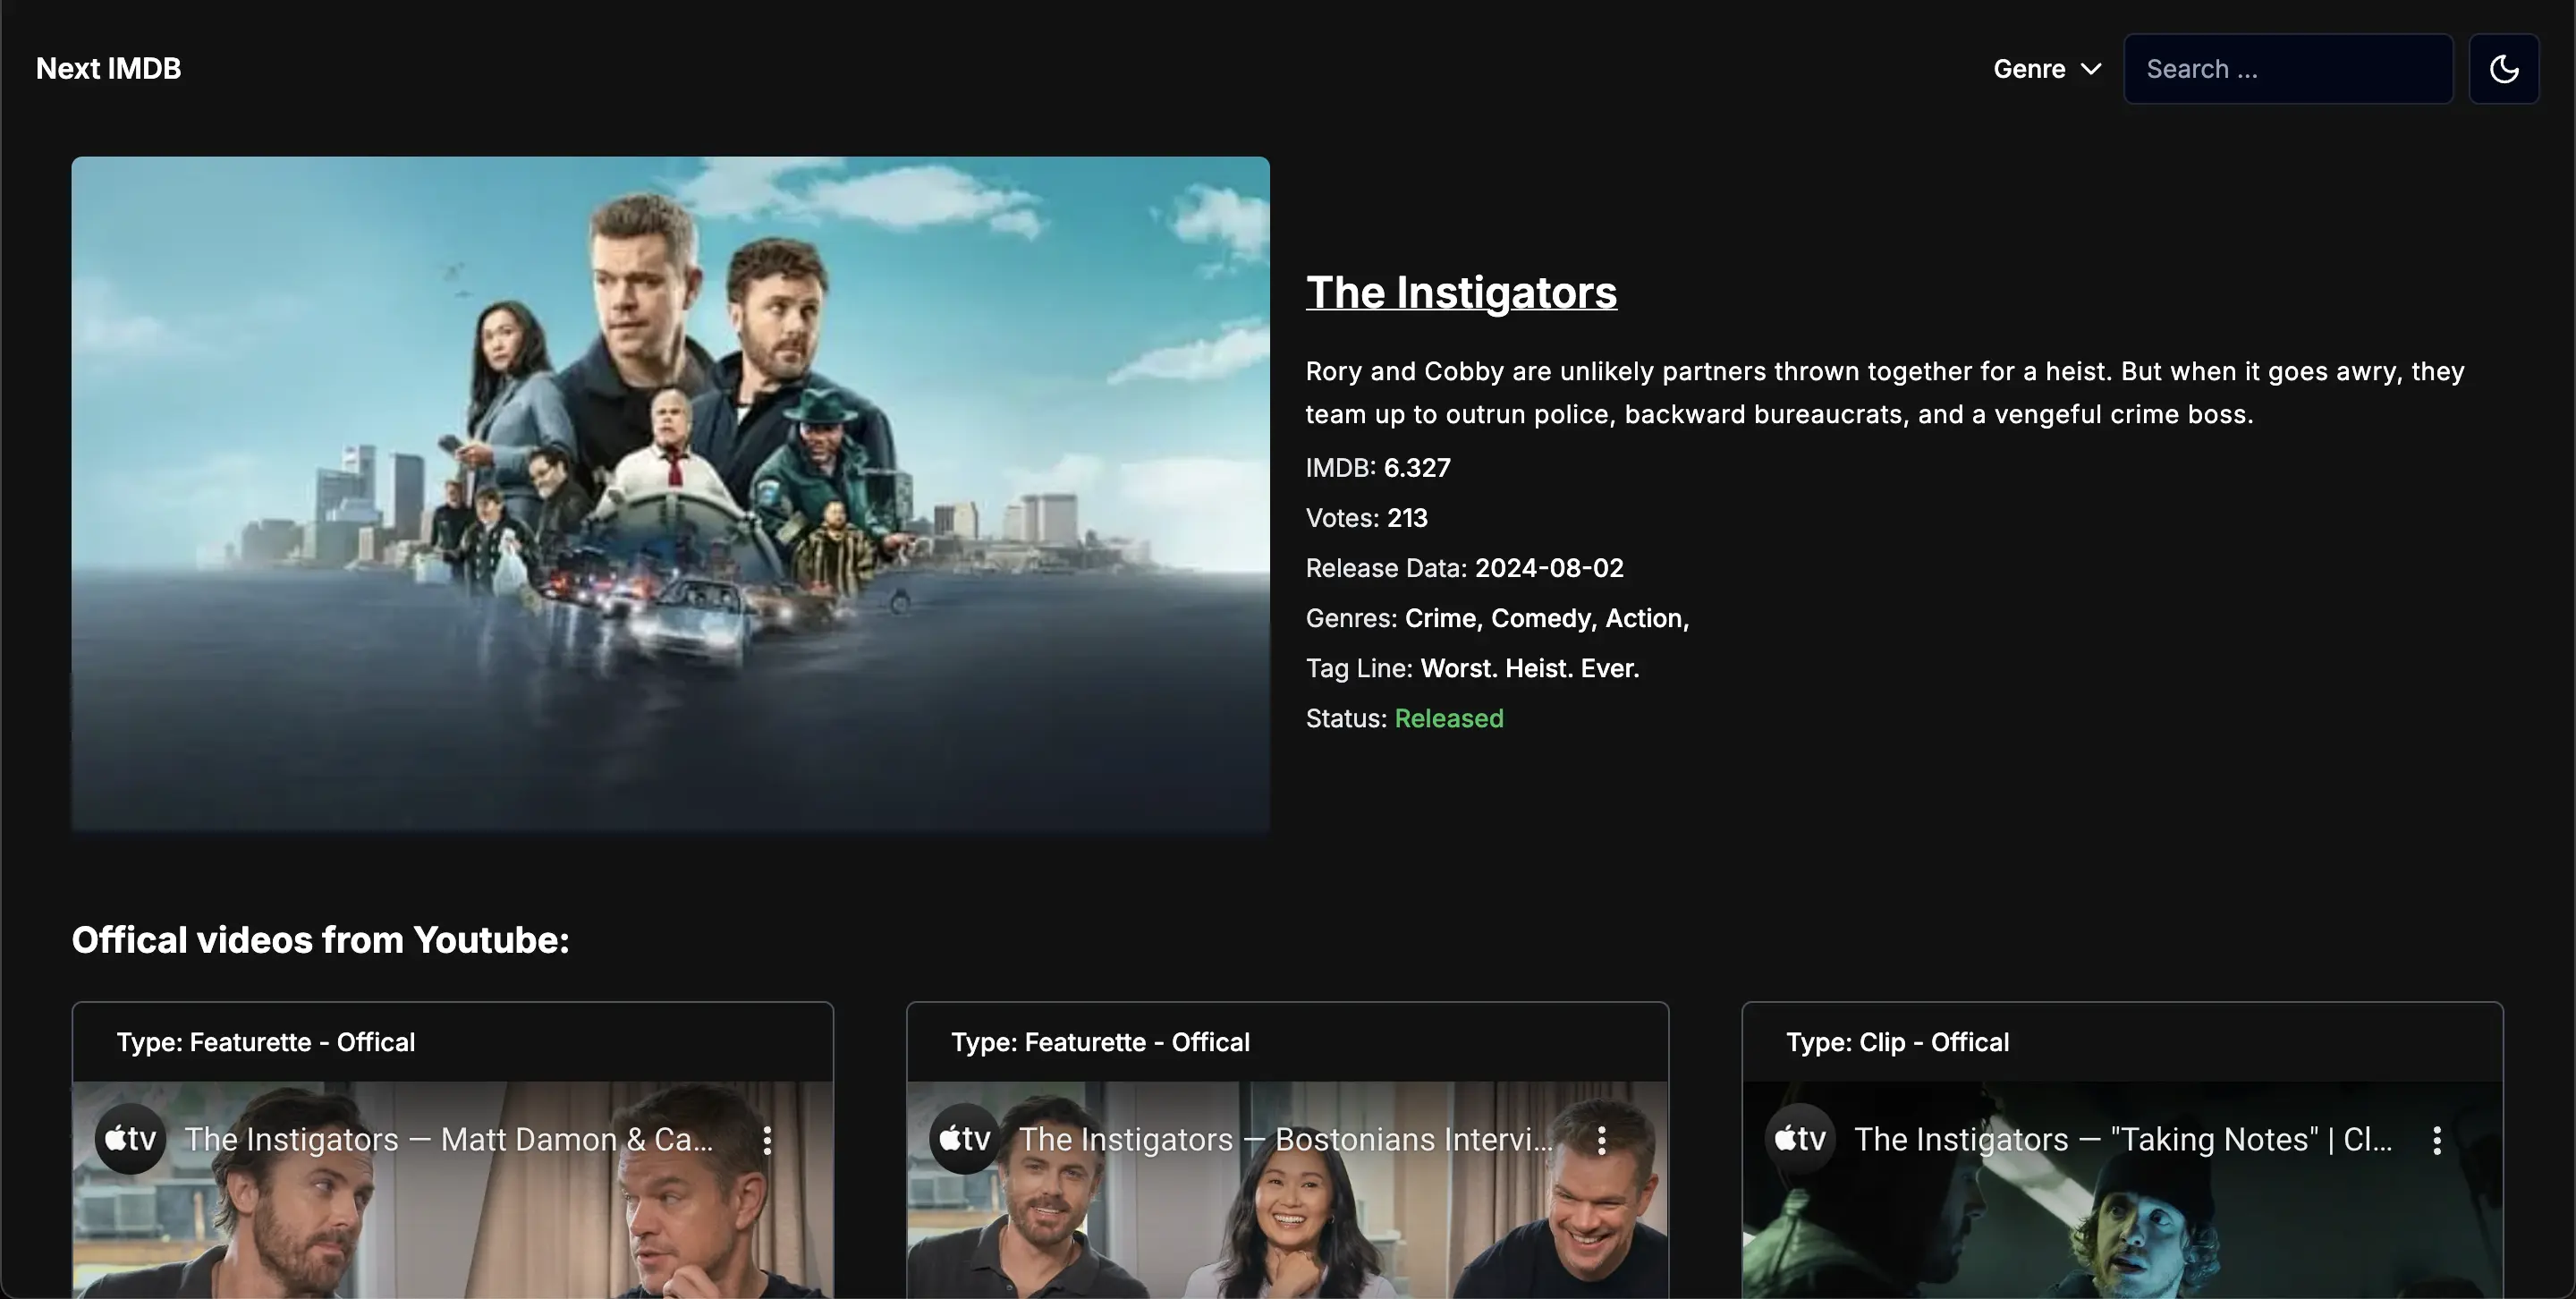 Next IMDB
Genre
Search ...
The Instigators
Rory and Cobby are unlikely partners thrown together for a heist. But when it goes awry, they
team up to outrun police, backward bureaucrats, and a vengeful crime boss.
IMDB: 6.327
Votes: 213
Release Data: 2024-08-02
Genres: Crime, Comedy, Action,
Tag Line: Worst. Heist. Ever.
Status: Released
Offical videos from Youtube:
Type: Featurette - Offical
tv The Instigators — Matt Damon & Ca...
Type: Featurette - Offical
tv The Instigators — Bostonians Intervi...
Type: Clip - Offical
tv The Instigators — "Taking Notes" | Cl...